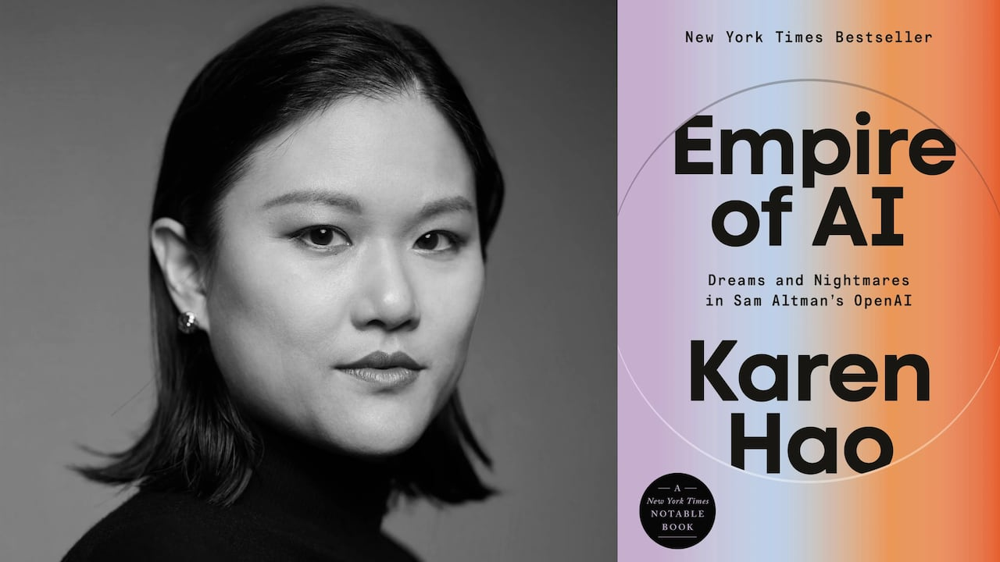 New York Times Bestseller
Empire
of AI
Dreams and Nightmares
in Sam Altman's OpenAI
Karen
Hao
A
New York Times
NOTABLE
BOOK